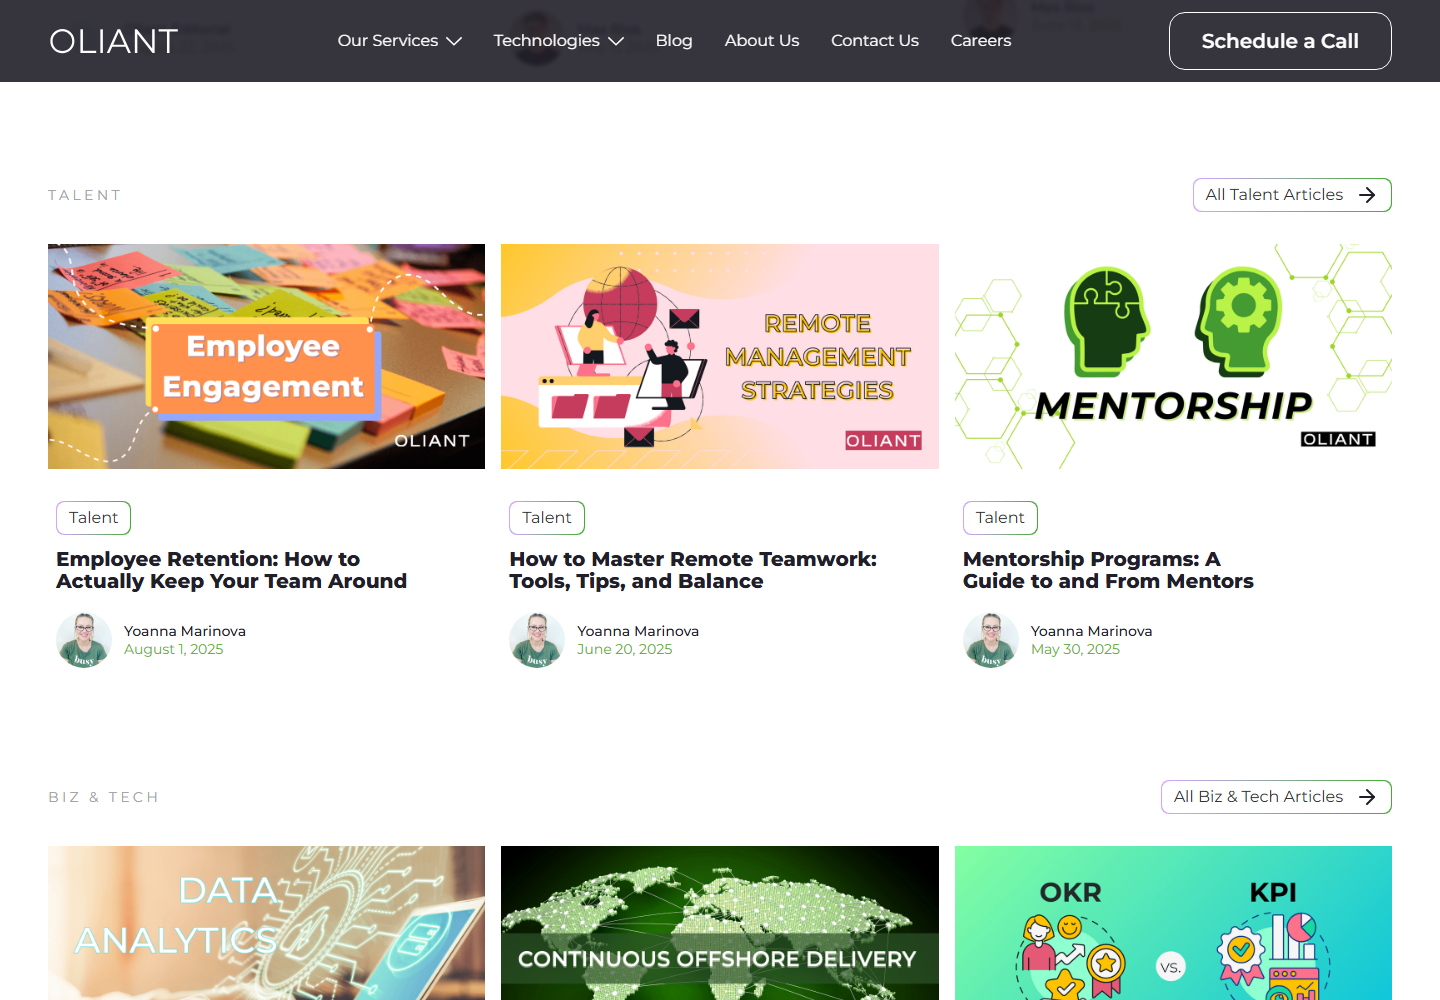 OLIANT
Our Services
Technologies
Blog
About Us
Contact Us
Careers
Schedule a Call
TALENT
All Talent Articles
Employee
Engagement
OLIANT
REMOTE
MANAGEMENT
STRATEGIES
OLIANT
MENTORSHIP
OLIANT
Talent
Employee Retention: How to
Actually Keep Your Team Around
Yoanna Marinova
August 1, 2025
Talent
How to Master Remote Teamwork:
Tools, Tips, and Balance
Yoanna Marinova
June 20, 2025
Talent
Mentorship Programs: A
Guide to and From Mentors
Yoanna Marinova
May 30, 2025
BIZ & TECH
All Biz & Tech Articles
DATA
ANALYTICS
CONTINUOUS OFFSHORE DELIVERY
OKR
KPI
VS.